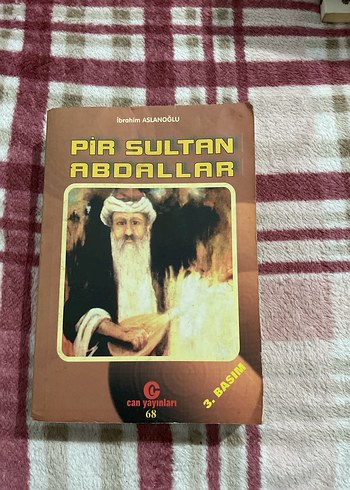 İbrahim ASLANOĞLU
PİR SULTAN
ABDALLAR
can yayınları
68
3. BASIM